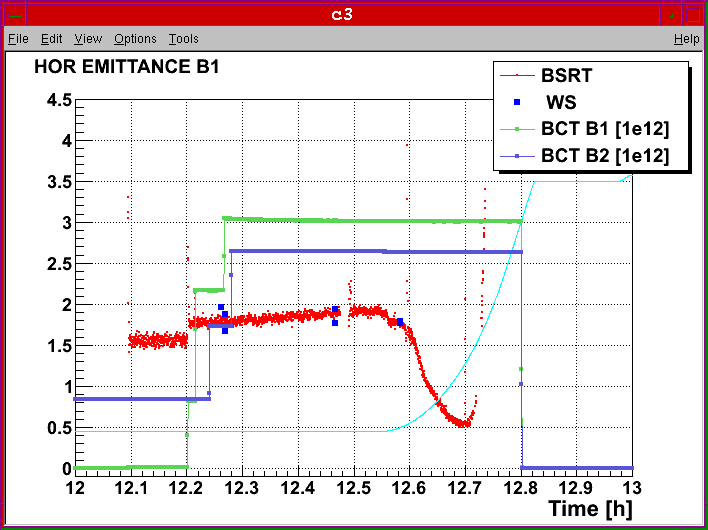 c3
File Edit View Options Tools Help
HOR EMITTANCE B1
BSRT
WS
BCT B1 [1e12]
BCT B2 [1e12]
4.5
4
3.5
3
2.5
2
1.5
1
0.5
0
12 12.1 12.2 12.3 12.4 12.5 12.6 12.7 12.8 12.9 13
Time [h]